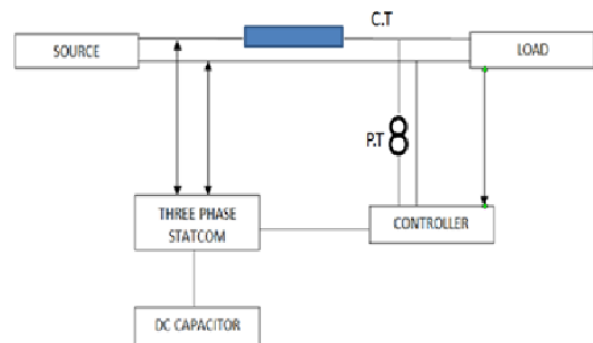 C.T
SOURCE
LOAD
P.T
THREE PHASE
STATCOM
CONTROLLER
DC CAPACITOR